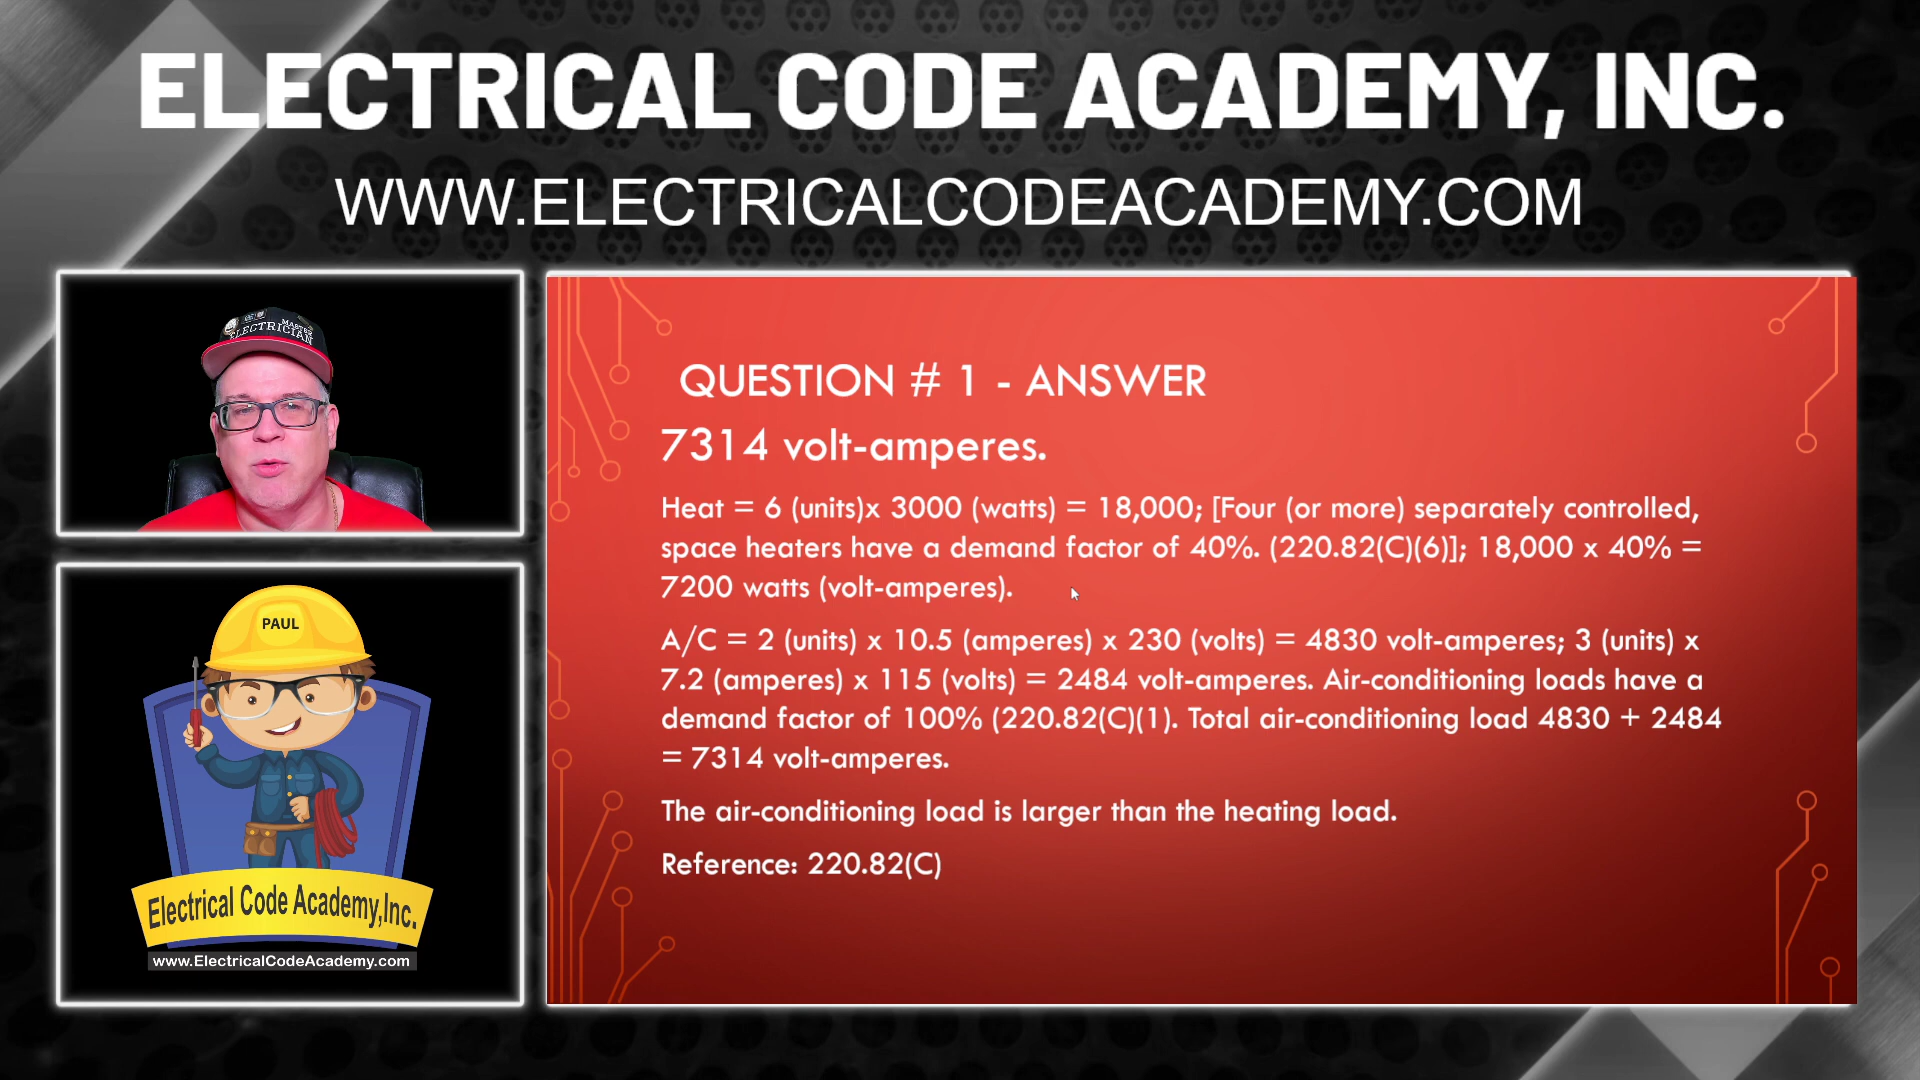 ELECTRICAL CODE ACADEMY, INC.
WWW.ELECTRICALCODEACADEMY.COM
MASTER
ELECTRICIAN
QUESTION # 1 - ANSWER
7314 volt-amperes.
Heat = 6 (units)x 3000 (watts) = 18,000; [Four (or more) separately controlled,
space heaters have a demand factor of 40%. (220.82(C)(6)]; 18,000 x 40% =
7200 watts (volt-amperes).
A/C = 2 (units) x 10.5 (amperes) x 230 (volts) = 4830 volt-amperes; 3 (units) x
7.2 (amperes) x 115 (volts) = 2484 volt-amperes. Air-conditioning loads have a
demand factor of 100% (220.82(C)(1). Total air-conditioning load 4830 + 2484
= 7314 volt-amperes.
The air-conditioning load is larger than the heating load.
Reference: 220.82(C)
PAUL
Electrical Code Academy,Inc.
www.ElectricalCodeAcademy.com